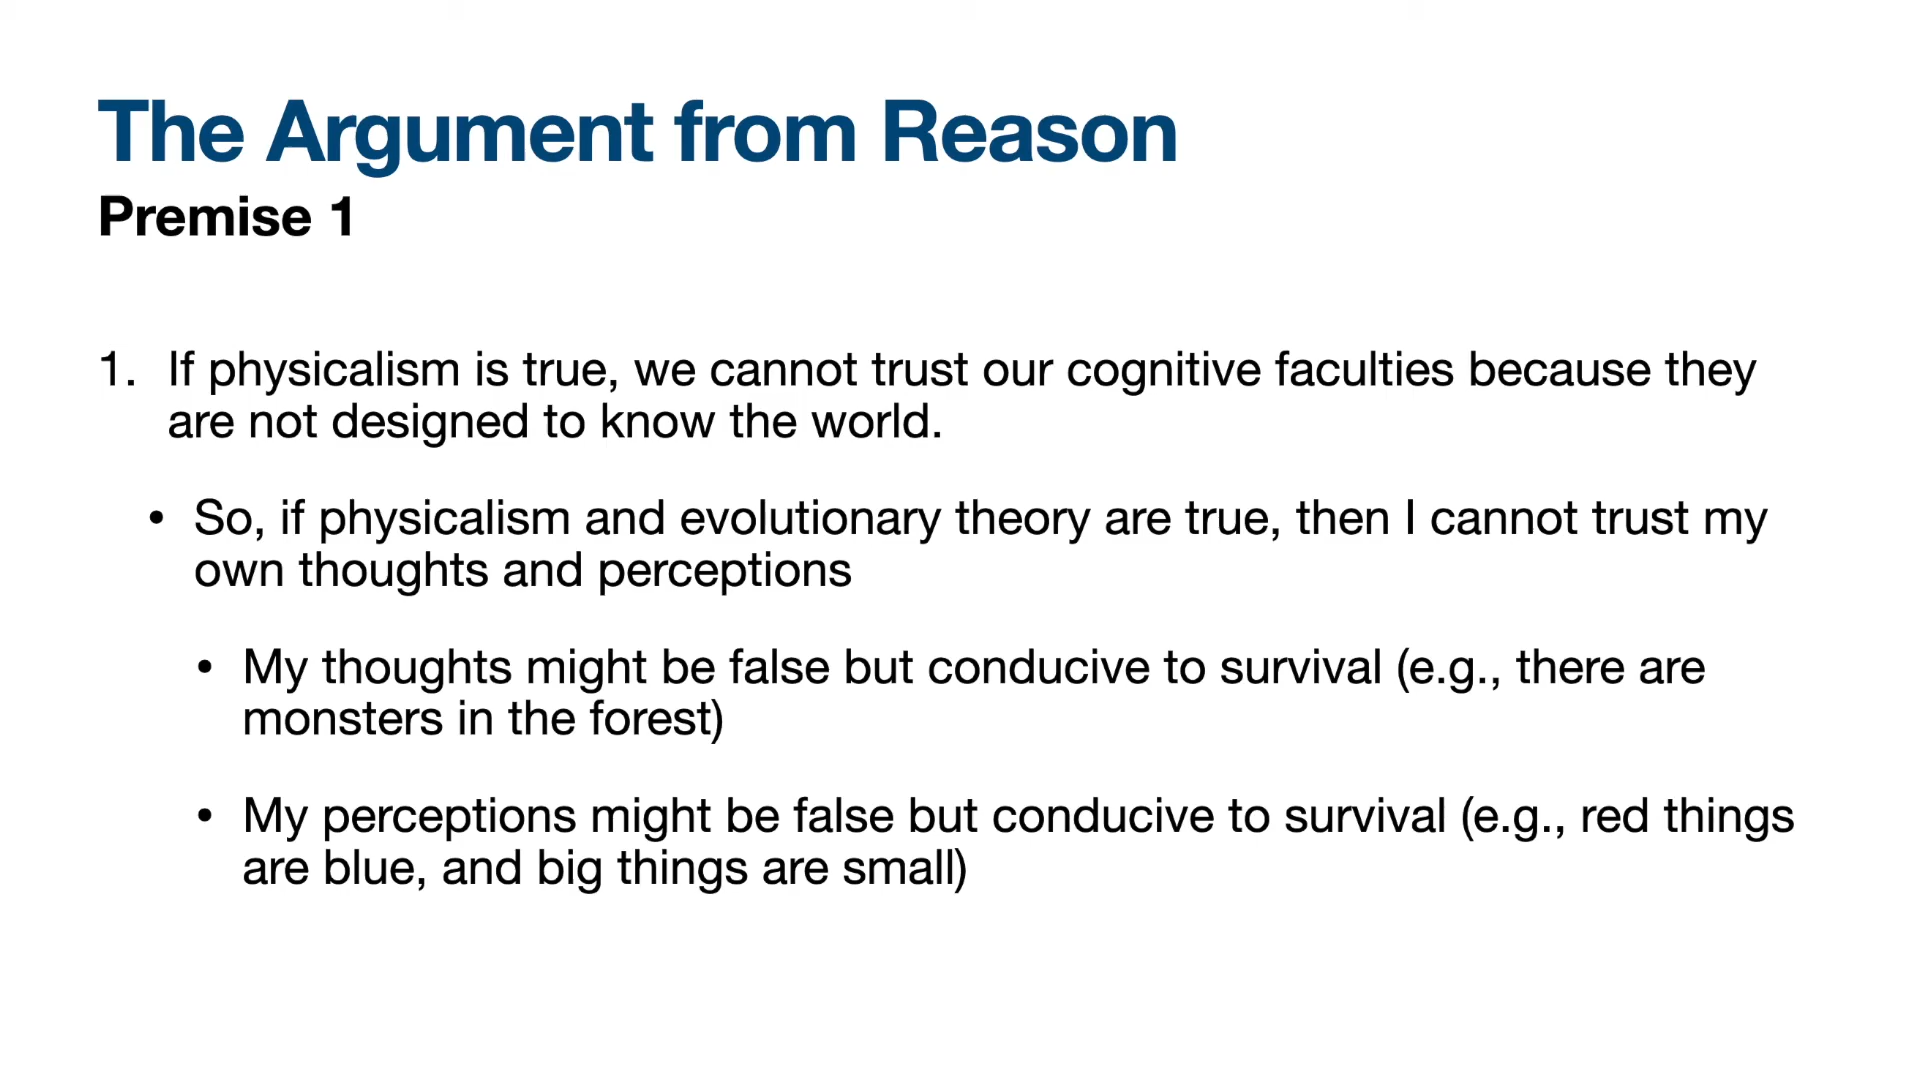 The Argument from Reason
Premise 1
1. If physicalism is true, we cannot trust our cognitive faculties because they
are not designed to know the world.
• So, if physicalism and evolutionary theory are true, then I cannot trust my
own thoughts and perceptions
• My thoughts might be false but conducive to survival (e.g., there are
monsters in the forest)
• My perceptions might be false but conducive to survival (e.g., red things
are blue, and big things are small)